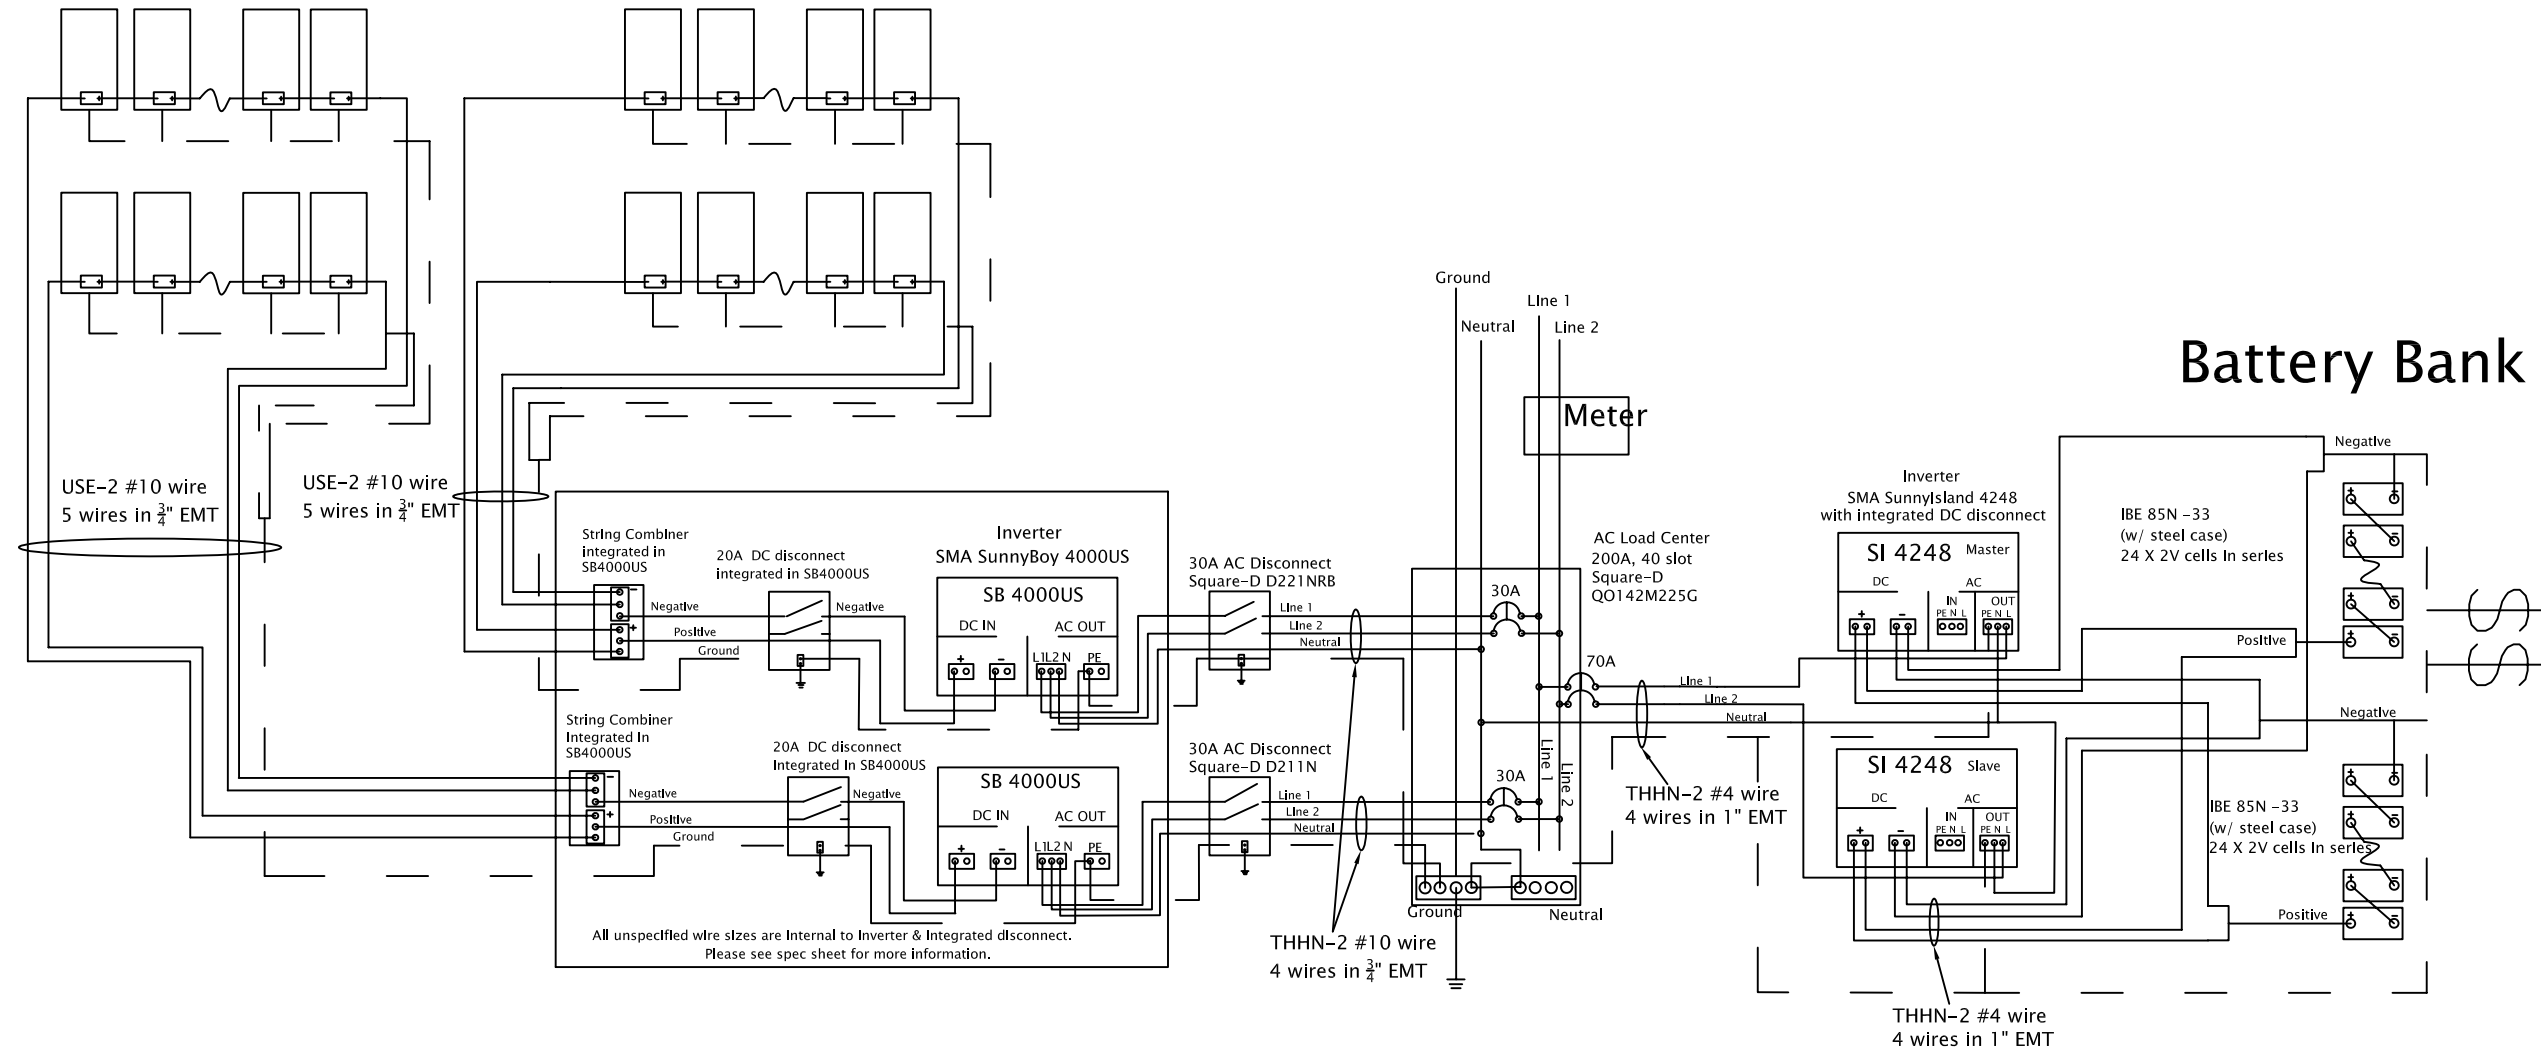 Ground
LIne 1
Neutral
Line 2
Battery Bank
Meter
USE-2 #10 wire
5 wires in 3/4" EMT
USE-2 #10 wire
5 wires in 3/4" EMT
String Combiner
integrated in
SB4000US
20A DC disconnect
integrated in SB4000US
Inverter
SMA SunnyBoy 4000US
SB 4000US
DC IN
AC OUT
+
-
L1L2 N
PE
-
+
Negative
Positive
Ground
Negative
30A AC Disconnect
Square-D D221NRB
Line 1
Line 2
Neutral
30A
AC Load Center
200A, 40 slot
Square-D
QO142M225G
70A
Line 1
Line 2
Neutral
Line 1
Line 2
Inverter
SMA SunnyIsland 4248
with integrated DC disconnect
SI 4248 Master
DC
AC
+
-
IN
PE N L
OUT
PE N L
IBE 85N -33
(w/ steel case)
24 X 2V cells In series
Negative
+ -
+ -
+ -
+ -
Positive
String Combiner
Integrated In
SB4000US
20A DC disconnect
Integrated In SB4000US
SB 4000US
DC IN
AC OUT
+
-
L1L2 N
PE
-
+
Negative
Positive
Ground
Negative
30A AC Disconnect
Square-D D211N
Line 1
Line 2
Neutral
30A
Ground
Neutral
THHN-2 #4 wire
4 wires in 1" EMT
SI 4248 Slave
DC
AC
+
-
IN
PE N L
OUT
PE N L
Negative
IBE 85N -33
(w/ steel case)
24 X 2V cells In series
+ -
+ -
+ -
+ -
Positive
All unspecified wire sizes are Internal to Inverter & Integrated disconnect.
Please see spec sheet for more information.
THHN-2 #10 wire
4 wires in 3/4" EMT
THHN-2 #4 wire
4 wires in 1" EMT